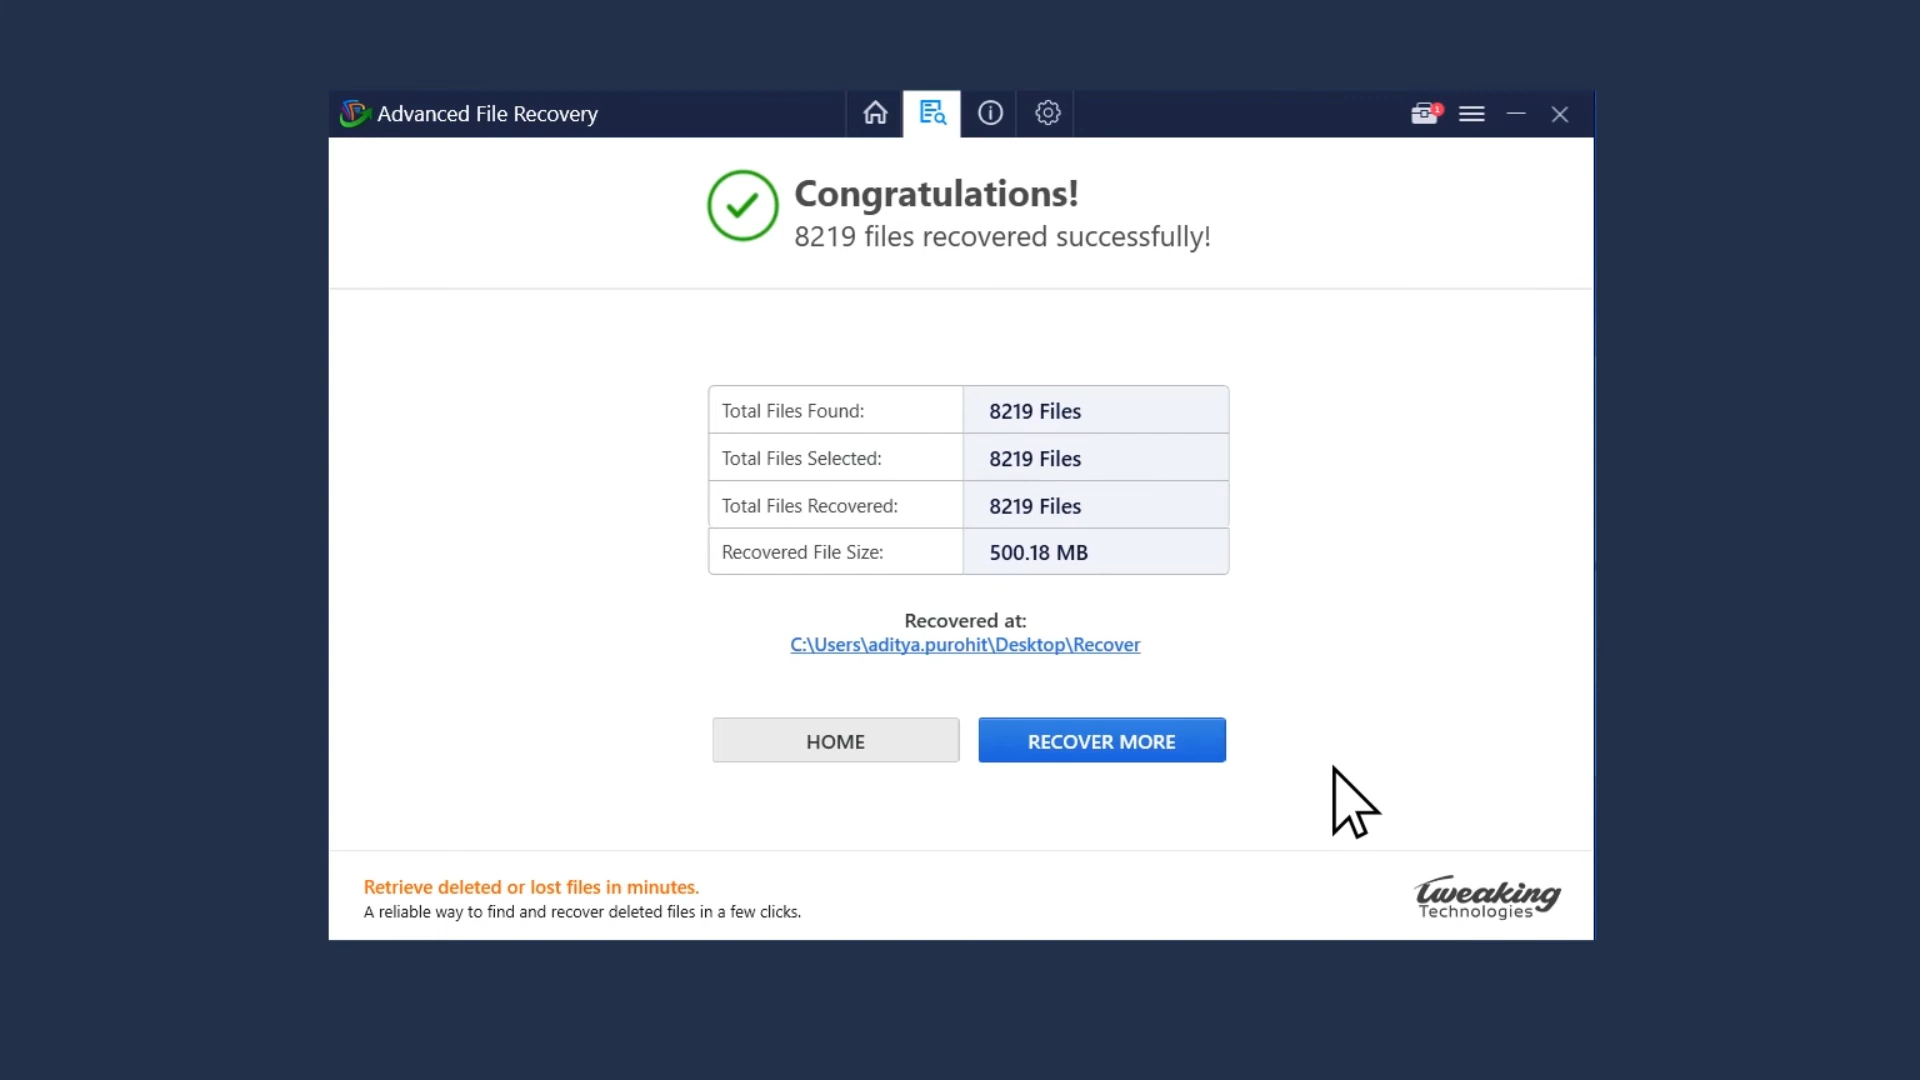 Advanced File Recovery
1
Congratulations!
8219 files recovered successfully!
Total Files Found: 8219 Files
Total Files Selected: 8219 Files
Total Files Recovered: 8219 Files
Recovered File Size: 500.18 MB
Recovered at:
C:\Users\aditya.purohit\Desktop\Recover
HOME RECOVER MORE
Retrieve deleted or lost files in minutes.
A reliable way to find and recover deleted files in a few clicks.
Tweaking
Technologies